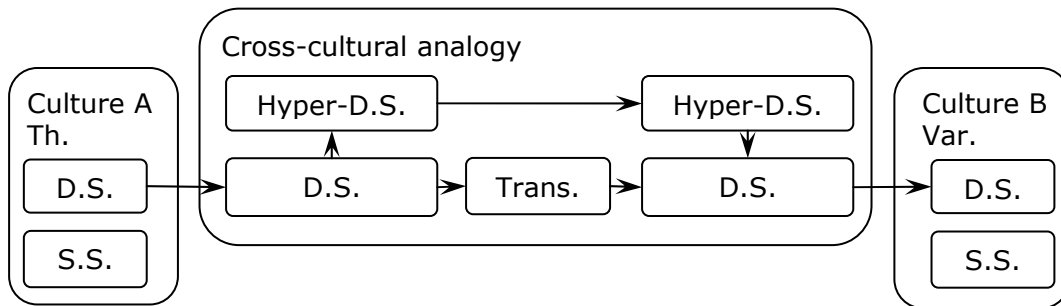 Cross-cultural analogy
Culture A
Th.
D.S.
S.S.
Hyper-D.S.
Hyper-D.S.
D.S.
Trans.
D.S.
Culture B
Var.
D.S.
S.S.